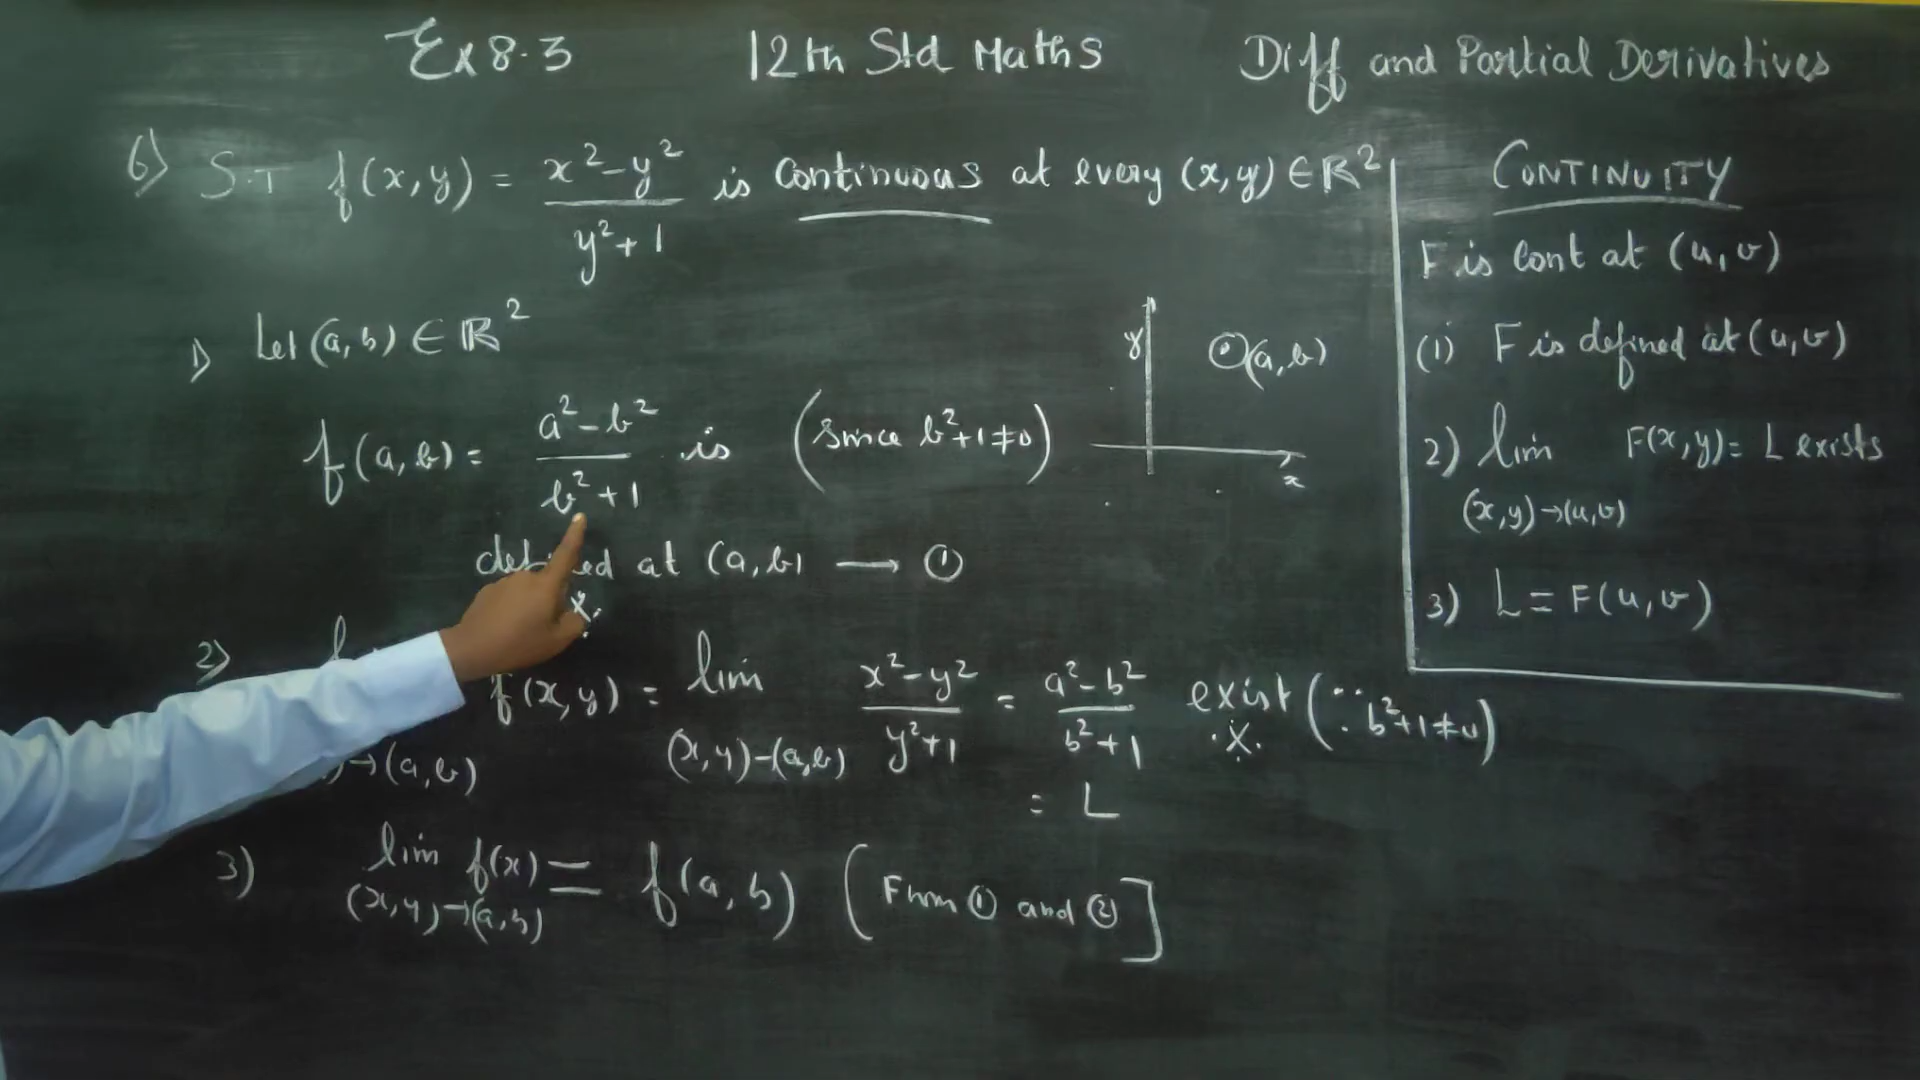 Ex 8.3 12th Std Maths Diff and Partial Derivatives
6) S.T f(x,y) = (x²-y²)/(y²+1) is continuous at every (x,y) ∈ ℝ²
1) Let (a,b) ∈ ℝ²
f(a,b) = (a²-b²)/(b²+1) is (since b²+1≠0)
defined at (a,b) → ①
y
(a,b)
x
2) f(x,y) = lim (x,y)→(a,b) (x²-y²)/(y²+1) = (a²-b²)/(b²+1) exist (∵ b²+1≠0)
→(a,b)
= L
3) lim (x,y)→(a,b) f(x) = f(a,b) [From ① and ②]
CONTINUITY
F is Cont at (u,v)
(1) F is defined at (u,v)
2) lim (x,y)→(u,v) F(x,y) = L exists
3) L = F(u,v)